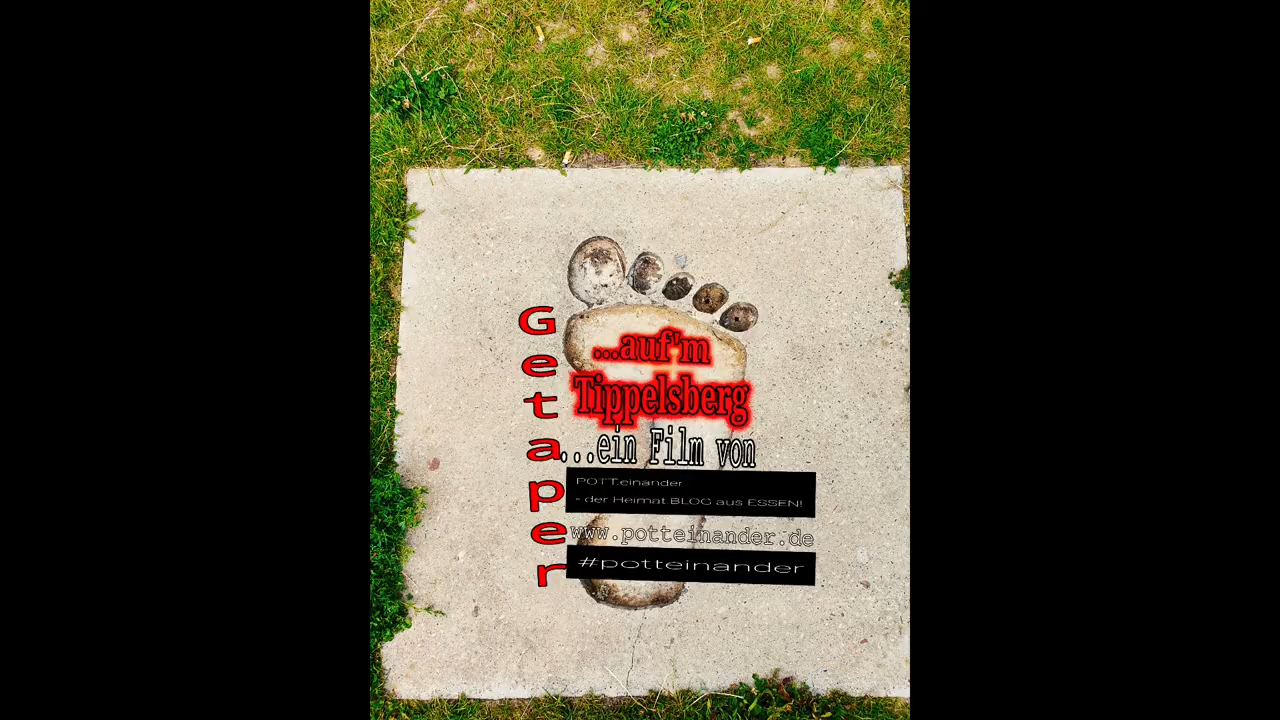 Getaper
...auf'm
Tippelsberg
...ein Film von
POTT.einander
- der Heimat BLOG aus ESSEN!
www.potteinander.de
#potteinander